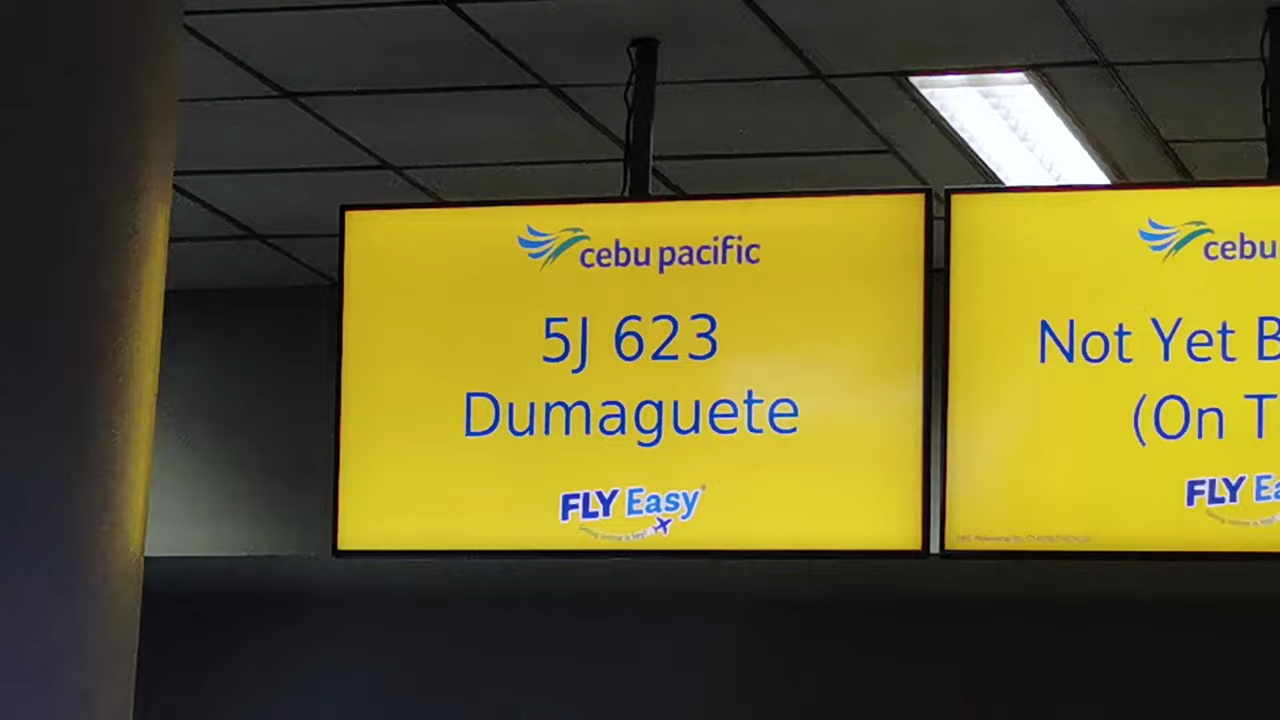 cebu pacific
5J 623
Dumaguete
FLY Easy
cebu
Not Yet B
(On T
FLY Ea